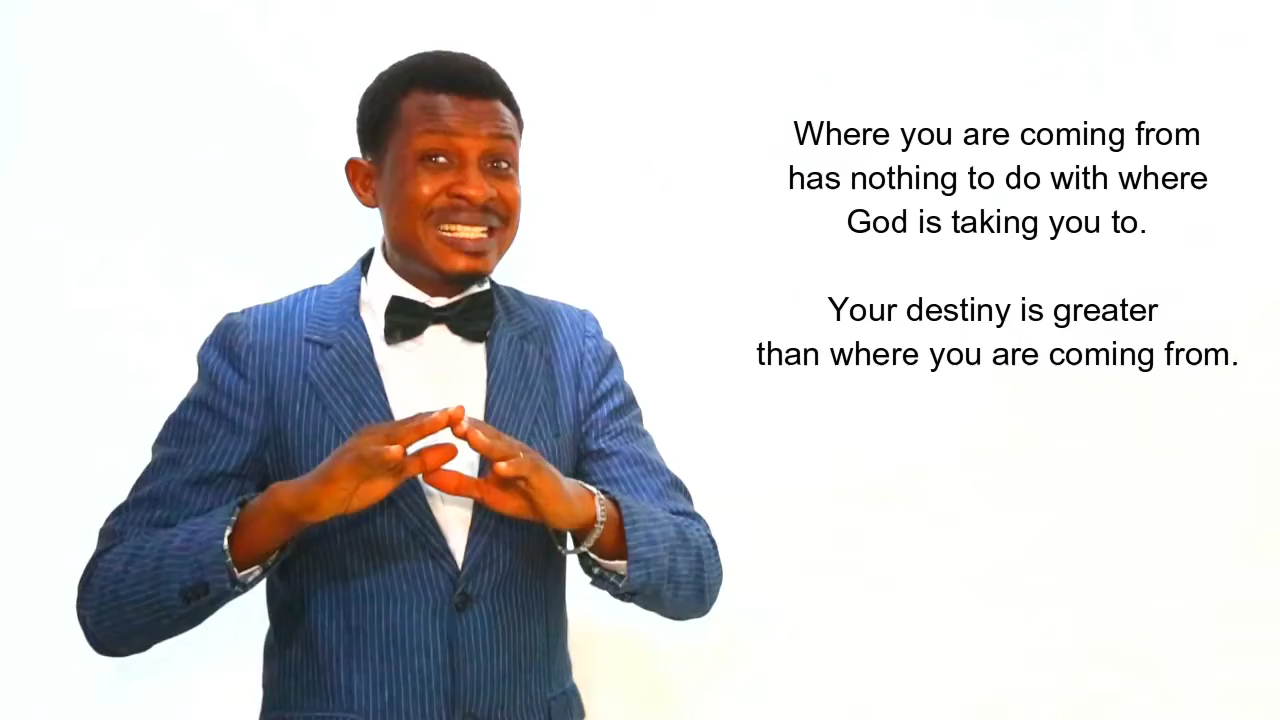 Where you are coming from
has nothing to do with where
God is taking you to.
Your destiny is greater
than where you are coming from.